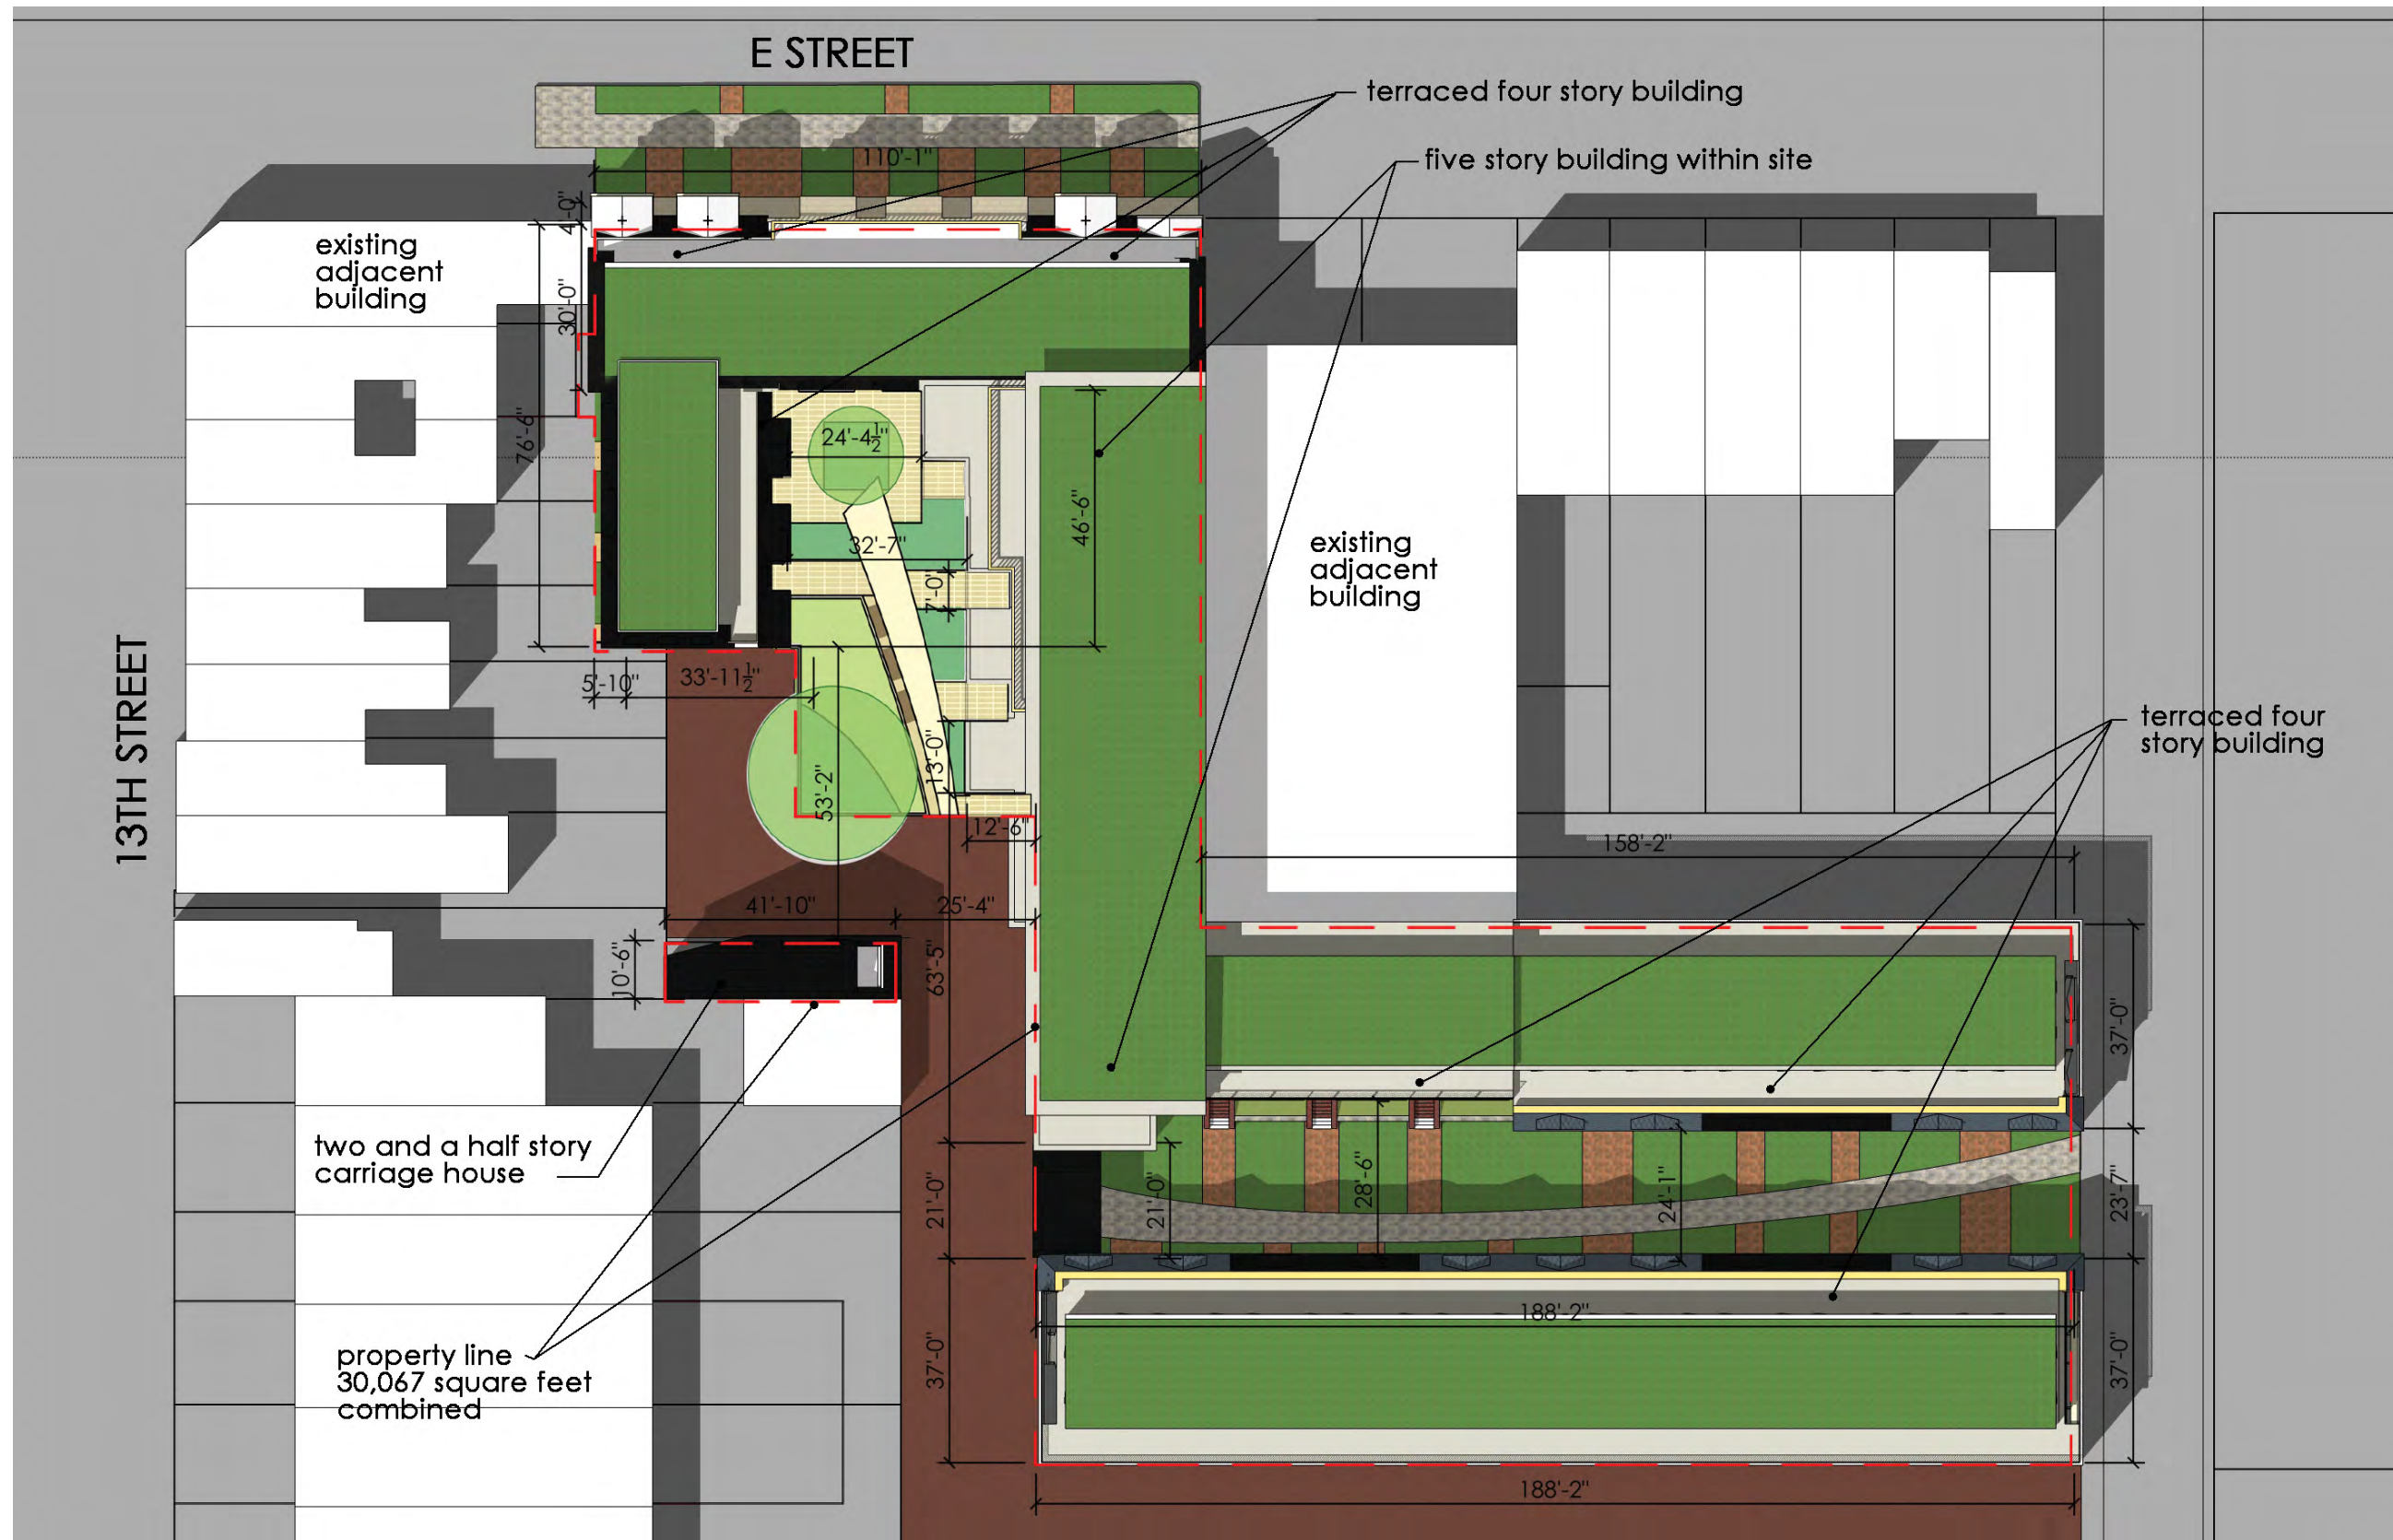 E STREET
terraced four story building
five story building within site
110'-1"
4'-0"
existing
adjacent
building
30'-0"
76'-6"
24'-4½"
46'-6"
32'-7"
7'-0"
existing
adjacent
building
13TH STREET
5'-10"
33'-11½"
terraced four
story building
53'-2"
13'-0"
12'-6"
158'-2"
41'-10"
25'-4"
10'-6"
63'-5"
37'-0"
two and a half story
carriage house
21'-0"
21'-0"
28'-6"
24'-1"
23'-7"
188'-2"
property line
30,067 square feet
combined
37'-0"
37'-0"
188'-2"